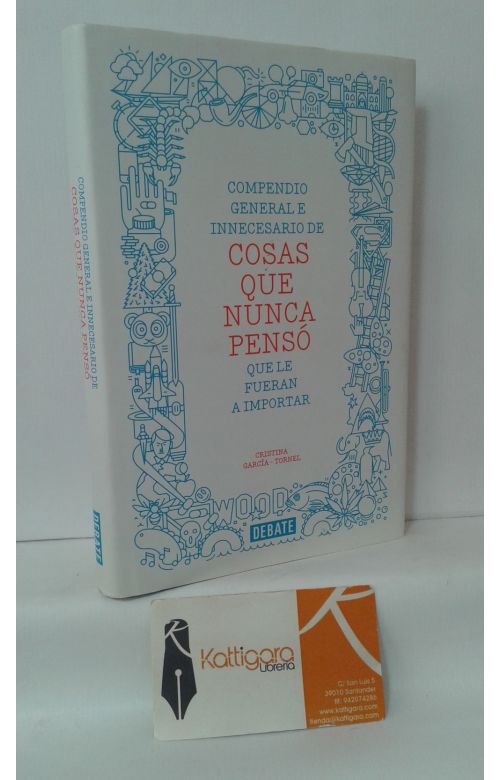 COMPENDIO GENERAL E INNECESARIO DE
COSAS QUE NUNCA PENSÓ
DEBATE
COMPENDIO
GENERAL E
INNECESARIO DE
COSAS
QUE
NUNCA
PENSÓ
QUE LE
FUERAN
A IMPORTAR
CRISTINA
GARCÍA-TORNEL
WOOD
DEBATE
K
Kattigara
Librería
C/ San Luis 5
39010 Santander
tlf: 942074286
www.kattigara.com
tienda@kattigara.com